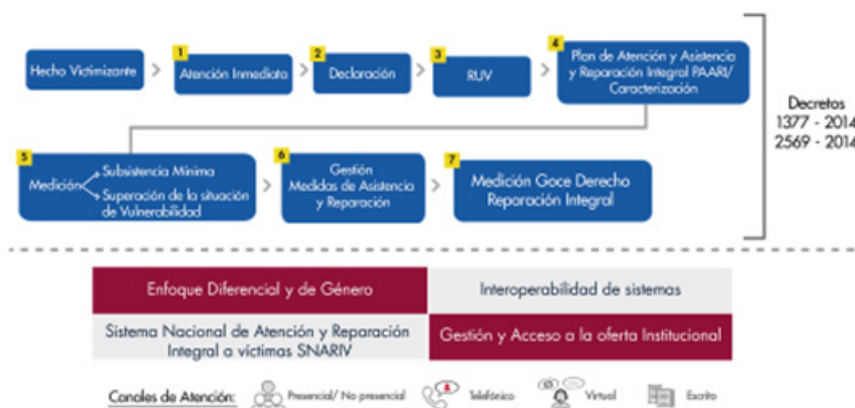 Hecho Victimizante
1
Atención Inmediata
2
Declaración
3
RUV
4
Plan de Atención y Asistencia
y Reparación Integral PAARI/
Caracterización
Decretos
1377 - 2014
2569 - 2014
5
Medición
Subsistencia Mínima
Superación de la situación
de Vulnerabilidad
6
Gestión
Medidas de Asistencia
y Reparación
7
Medición Goce Derecho
Reparación Integral
Enfoque Diferencial y de Género
Interoperabilidad de sistemas
Sistema Nacional de Atención y Reparación
Integral a víctimas SNARIV
Gestión y Acceso a la oferta Institucional
Canales de Atención:
Presencial/ No presencial
Telefónico
Virtual
Escrito